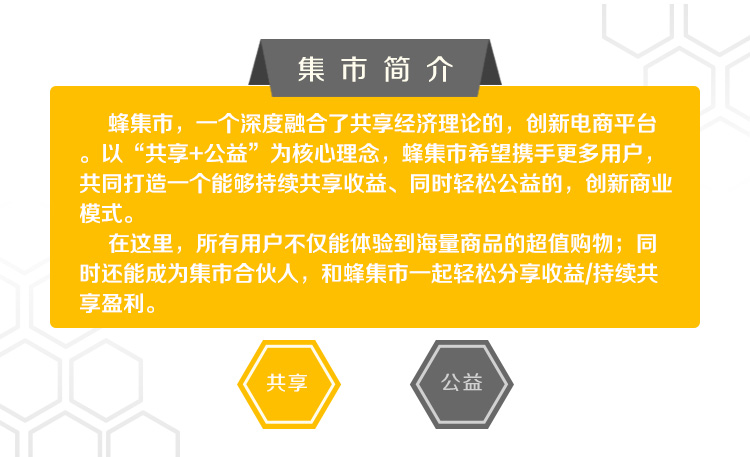 集市简介
蜂集市，一个深度融合了共享经济理论的，创新电商平台
。以“共享+公益”为核心理念，蜂集市希望携手更多用户，
共同打造一个能够持续共享收益、同时轻松公益的，创新商业
模式。
在这里，所有用户不仅能体验到海量商品的超值购物；同
时还能成为集市合伙人，和蜂集市一起轻松分享收益/持续共
享盈利。
共享
公益